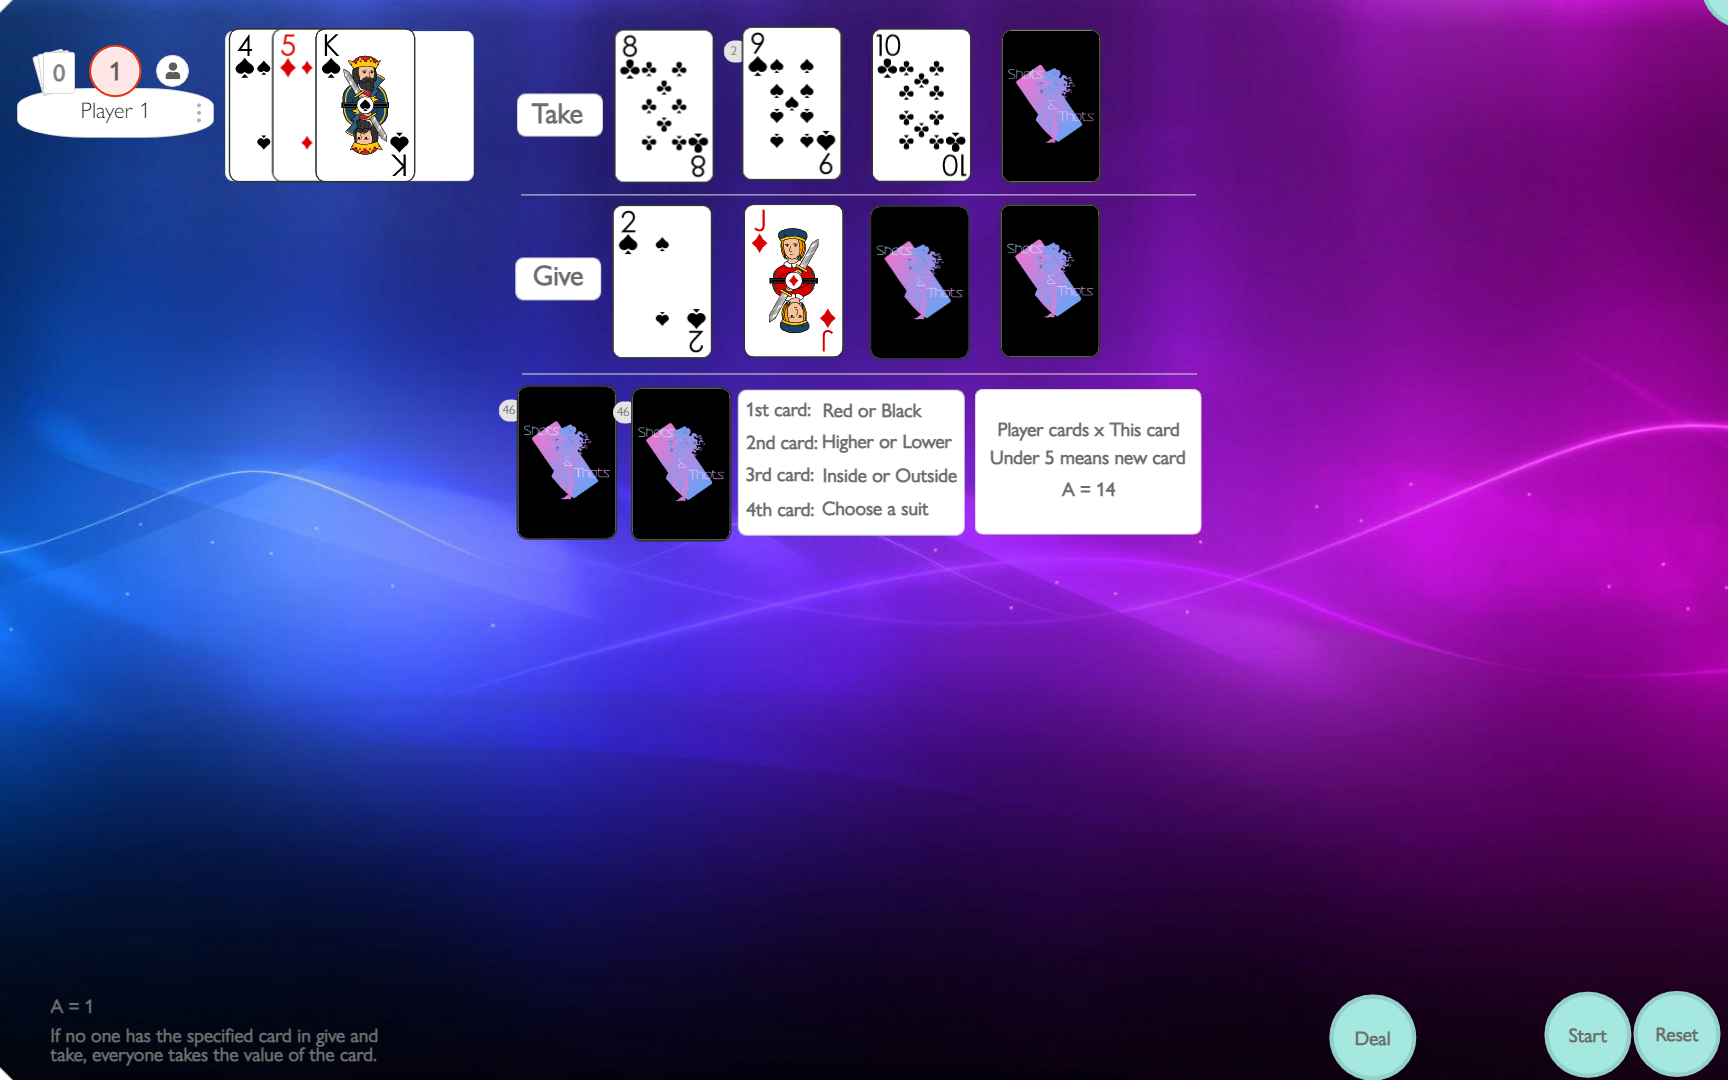 0
1
Player 1
4
5
K
K
Take
8
8
2
9
9
10
10
Shots
&
Thots
Give
2
2
J
J
Shots
&
Thots
Shots
&
Thots
46
Shots
&
Thots
46
Shots
&
Thots
1st card: Red or Black
2nd card: Higher or Lower
3rd card: Inside or Outside
4th card: Choose a suit
Player cards x This card
Under 5 means new card
A = 14
A = 1
If no one has the specified card in give and
take, everyone takes the value of the card.
Deal
Start
Reset